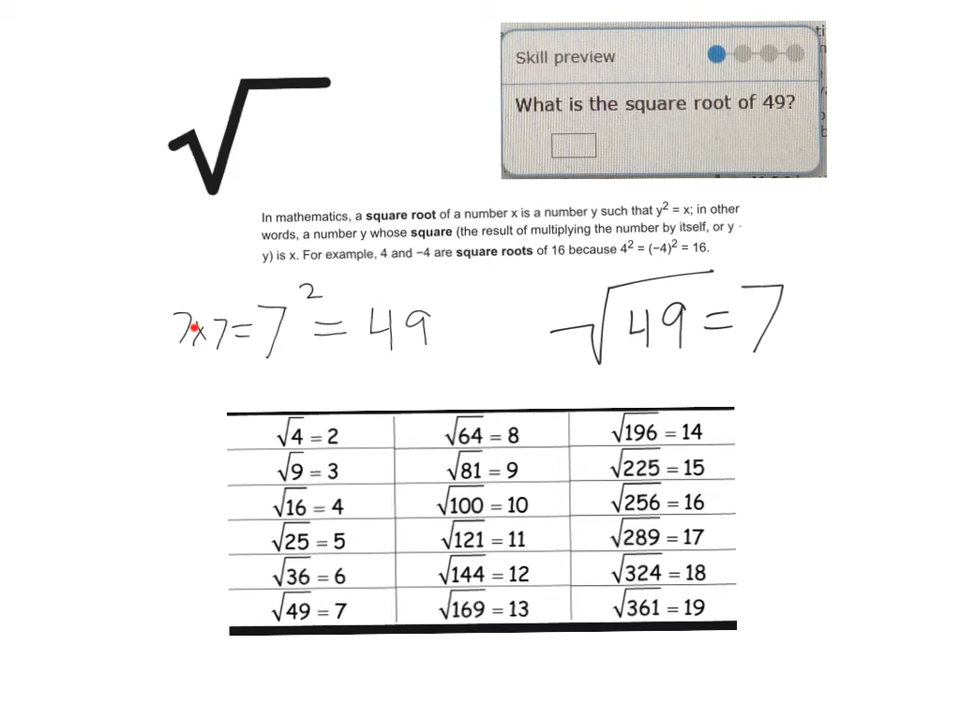 Skill preview
What is the square root of 49?
In mathematics, a square root of a number x is a number y such that y² = x; in other
words, a number y whose square (the result of multiplying the number by itself, or y ·
y) is x. For example, 4 and −4 are square roots of 16 because 4² = (−4)² = 16.
7x7=7² = 49
√49 = 7
√4 = 2 √64 = 8 √196 = 14
√9 = 3 √81 = 9 √225 = 15
√16 = 4 √100 = 10 √256 = 16
√25 = 5 √121 = 11 √289 = 17
√36 = 6 √144 = 12 √324 = 18
√49 = 7 √169 = 13 √361 = 19